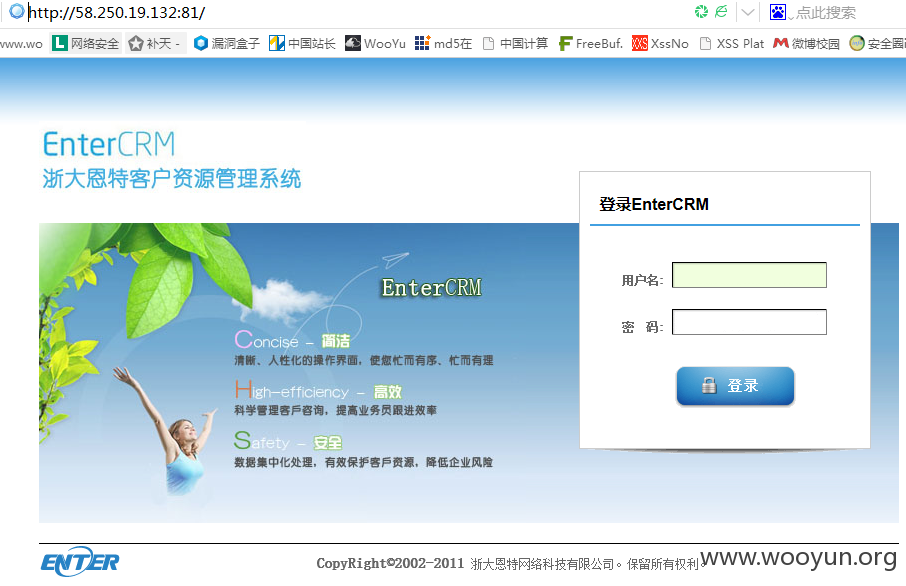 http://58.250.19.132:81/
点此搜索
www.wo 网络安全 补天 - 漏洞盒子 中国站长 WooYu md5在 中国计算 FreeBuf. XssNo XSS Plat 微博校园 安全圈
EnterCRM
浙大恩特客户资源管理系统
登录EnterCRM
用户名:
密 码:
登录
EnterCRM
Concise - 简洁
清晰、人性化的操作界面，使您忙而有序、忙而有理
High-efficiency - 高效
科学管理客户咨询，提高业务员跟进效率
Safety - 安全
数据集中化处理，有效保护客户资源，降低企业风险
ENTER
CopyRight©2002-2011 浙大恩特网络科技有限公司。保留所有权利。
www.wooyun.org